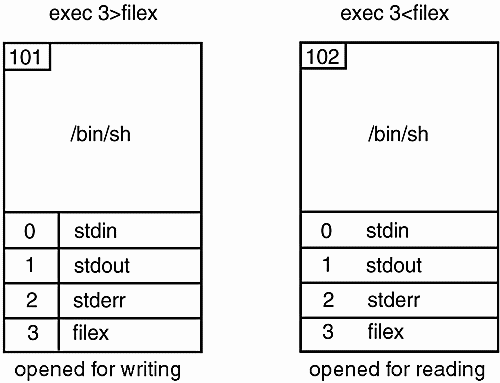 exec 3>filex
101
/bin/sh
0 stdin
1 stdout
2 stderr
3 filex
opened for writing
exec 3<filex
102
/bin/sh
0 stdin
1 stdout
2 stderr
3 filex
opened for reading